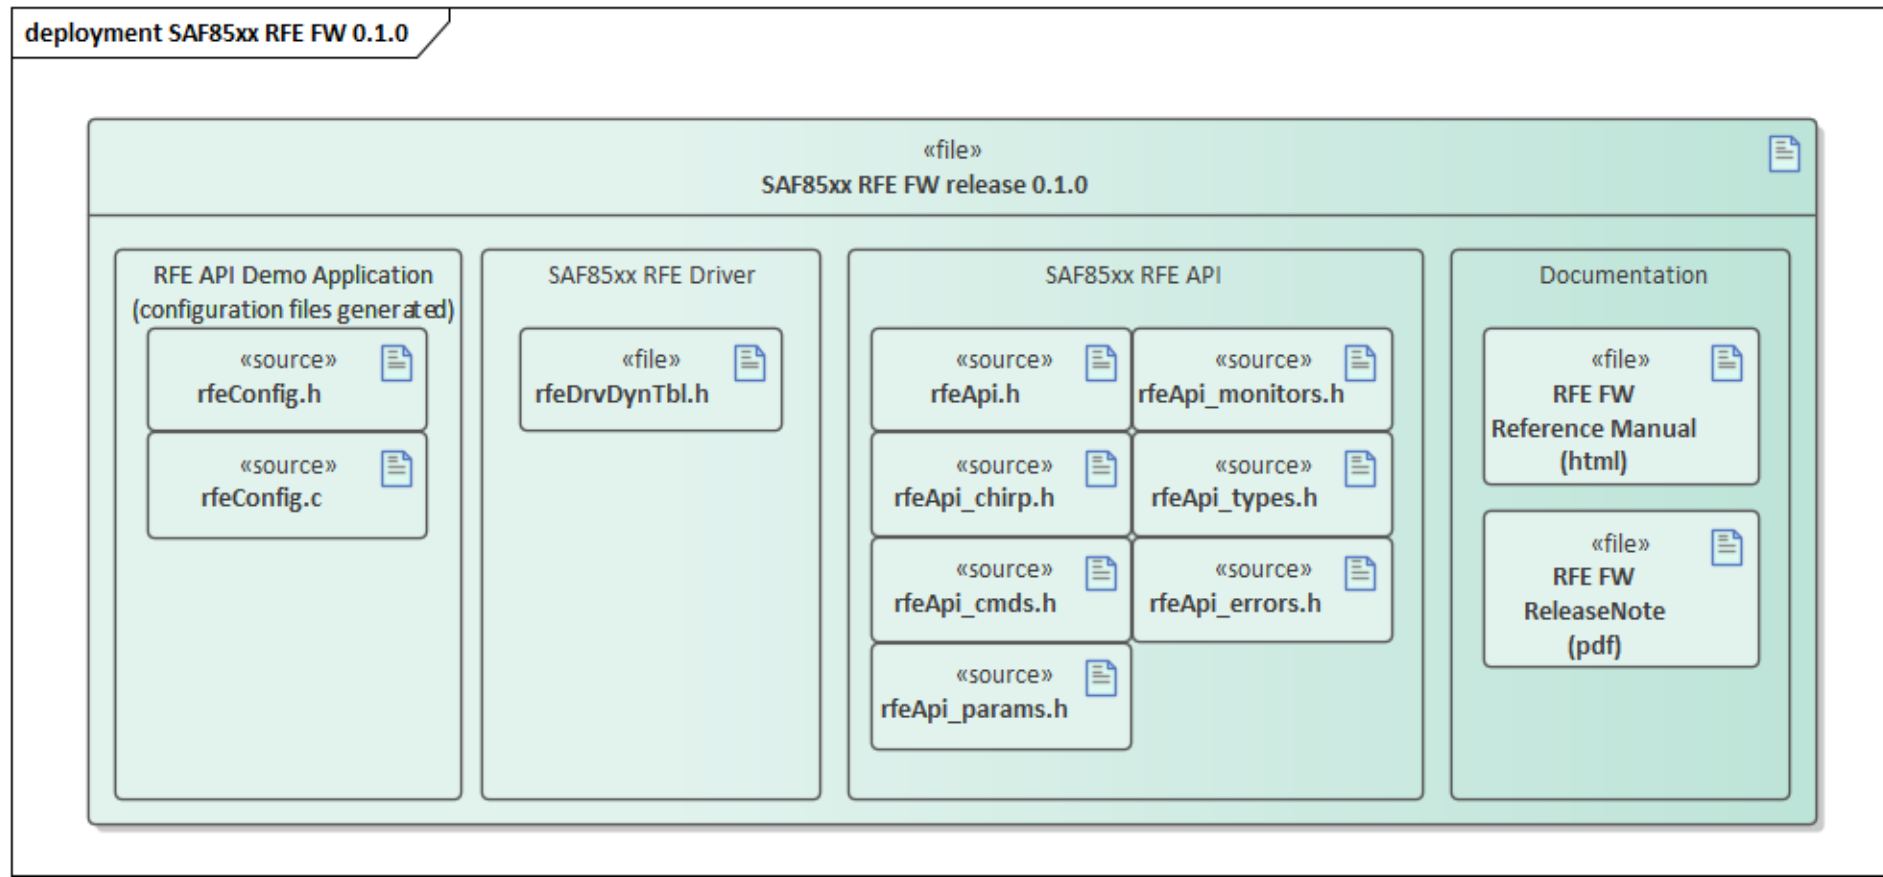 deployment SAF85xx RFE FW 0.1.0
«file»
SAF85xx RFE FW release 0.1.0
RFE API Demo Application
(configuration files generated)
«source»
rfeConfig.h
«source»
rfeConfig.c
SAF85xx RFE Driver
«file»
rfeDrvDynTbl.h
SAF85xx RFE API
«source»
rfeApi.h
«source»
rfeApi_monitors.h
«source»
rfeApi_chirp.h
«source»
rfeApi_types.h
«source»
rfeApi_cmds.h
«source»
rfeApi_errors.h
«source»
rfeApi_params.h
Documentation
«file»
RFE FW
Reference Manual
(html)
«file»
RFE FW
ReleaseNote
(pdf)